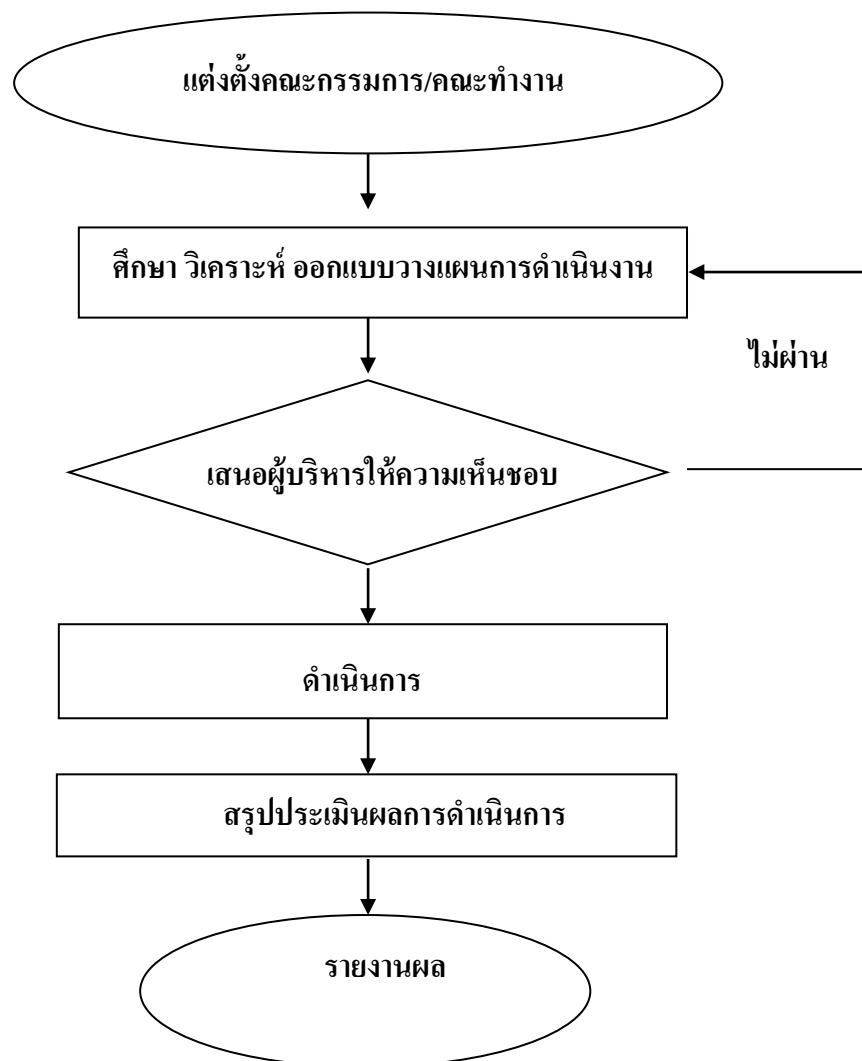 แต่งตั้งคณะกรรมการ/คณะทำงาน
ศึกษา วิเคราะห์ ออกแบบวางแผนการดำเนินงาน
ไม่ผ่าน
เสนอผู้บริหารให้ความเห็นชอบ
ดำเนินการ
สรุปประเมินผลการดำเนินการ
รายงานผล